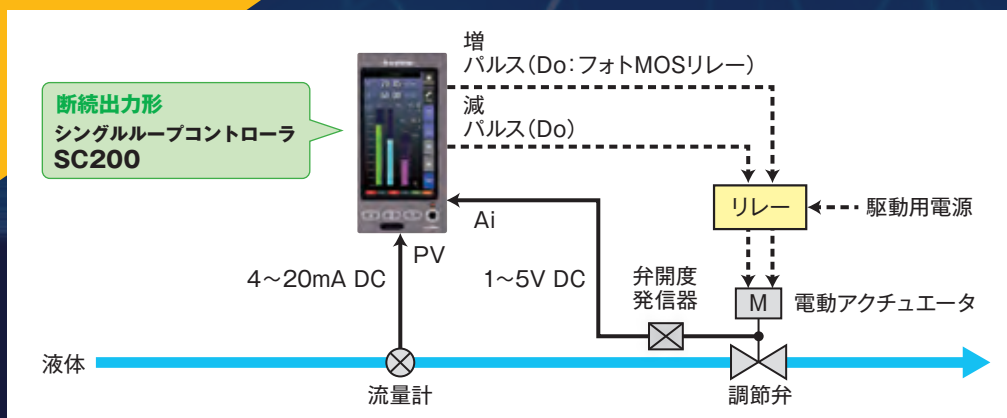 増
パルス（Do：フォトMOSリレー）
減
パルス（Do）
断続出力形
シングルループコントローラ
SC200
リレー
駆動用電源
Ai
PV
4～20mA DC
1～5V DC
弁開度
発信器
M
電動アクチュエータ
液体
流量計
調節弁